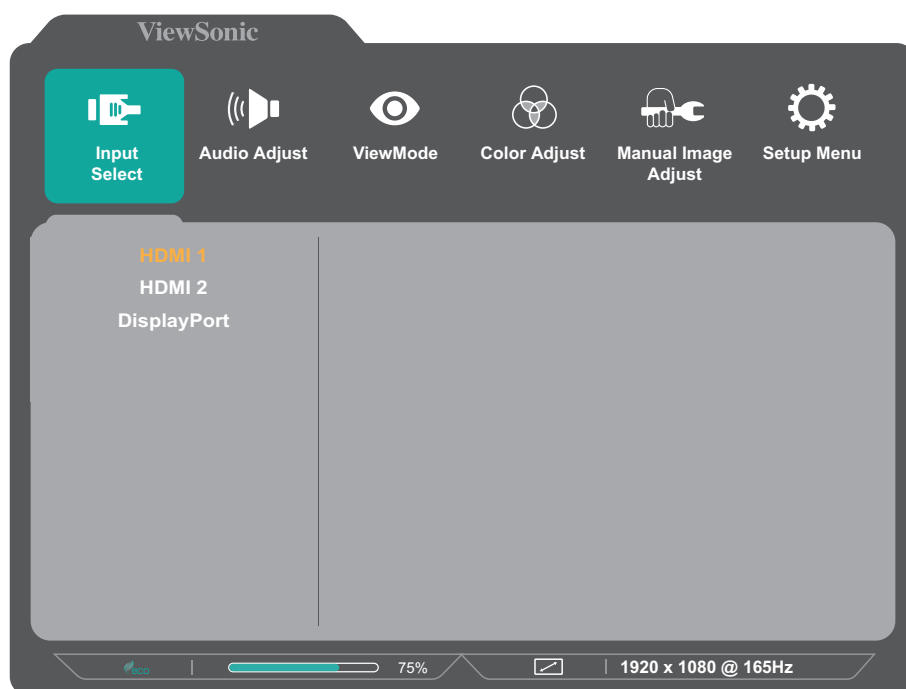 ViewSonic
Input
Select
Audio Adjust
ViewMode
Color Adjust
Manual Image
Adjust
Setup Menu
HDMI 1
HDMI 2
DisplayPort
eco
75%
1920 x 1080 @ 165Hz